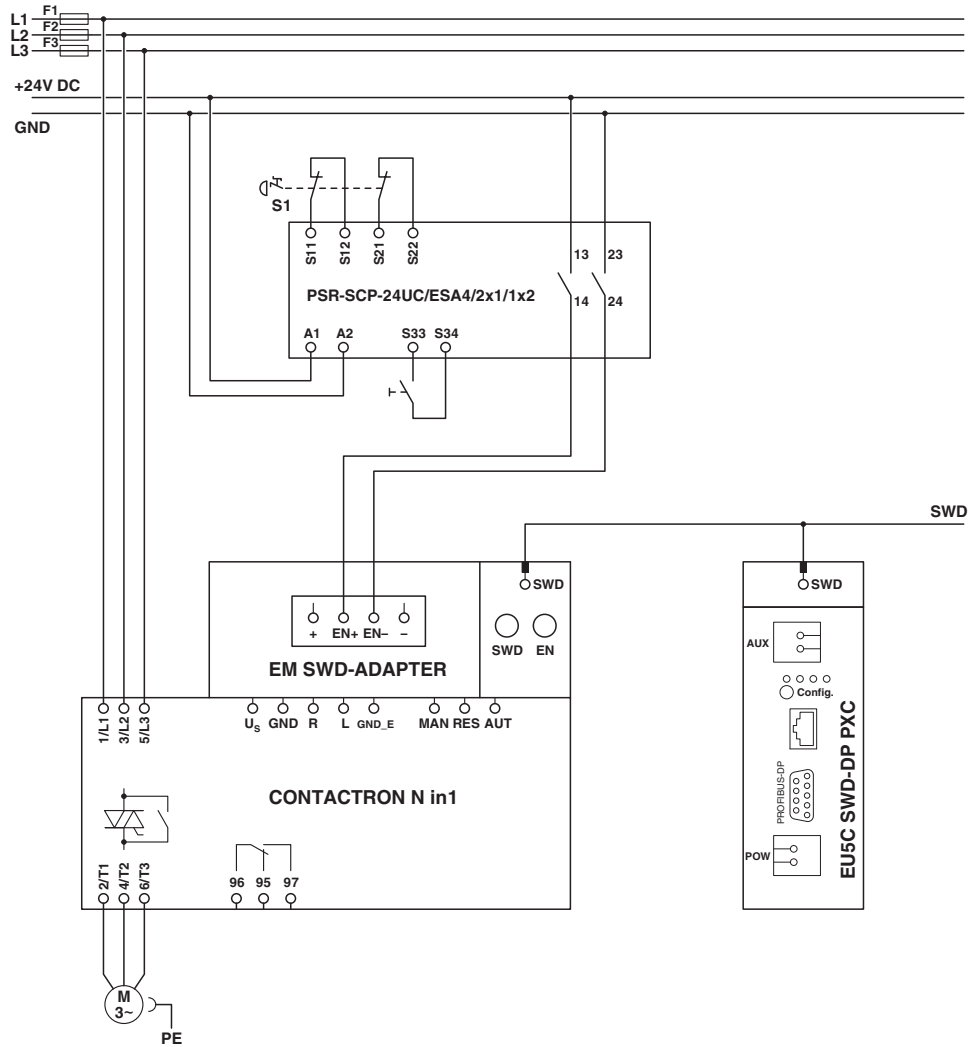 F1
L1
F2
L2
F3
L3
+24V DC
GND
S1
S11
S12
S21
S22
13 23
PSR-SCP-24UC/ESA4/2x1/1x2
14 24
A1 A2 S33 S34
SWD
SWD
SWD
+ EN+ EN– –
SWD EN
EM SWD-ADAPTER
AUX
Config.
PROFIBUS-DP
POW
EU5C SWD-DP PXC
1/L1
3/L2
5/L3
US GND R L GND_E MAN RES AUT
CONTACTRON N in1
2/T1
4/T2
6/T3
96 95 97
M
3~
PE